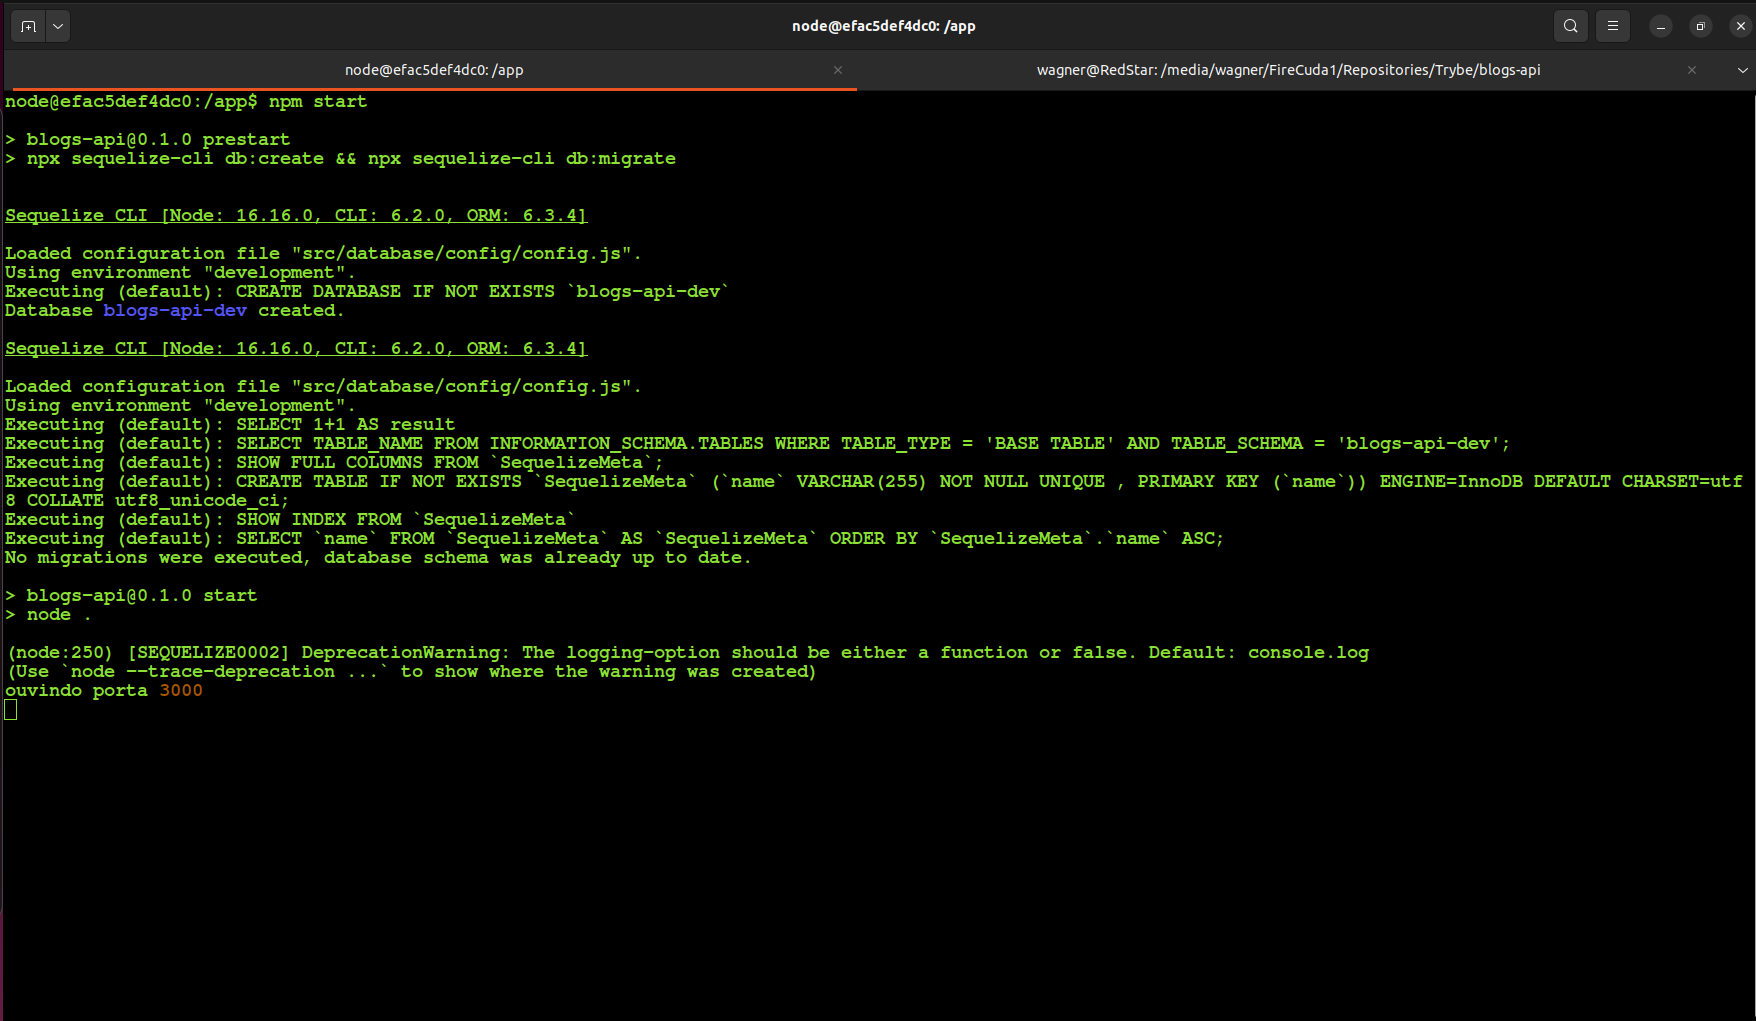 node@efac5def4dc0: /app
node@efac5def4dc0: /app
wagner@RedStar: /media/wagner/FireCuda1/Repositories/Trybe/blogs-api
node@efac5def4dc0:/app$ npm start
> blogs-api@0.1.0 prestart
> npx sequelize-cli db:create && npx sequelize-cli db:migrate
Sequelize CLI [Node: 16.16.0, CLI: 6.2.0, ORM: 6.3.4]
Loaded configuration file "src/database/config/config.js".
Using environment "development".
Executing (default): CREATE DATABASE IF NOT EXISTS `blogs-api-dev`
Database blogs-api-dev created.
Sequelize CLI [Node: 16.16.0, CLI: 6.2.0, ORM: 6.3.4]
Loaded configuration file "src/database/config/config.js".
Using environment "development".
Executing (default): SELECT 1+1 AS result
Executing (default): SELECT TABLE_NAME FROM INFORMATION_SCHEMA.TABLES WHERE TABLE_TYPE = 'BASE TABLE' AND TABLE_SCHEMA = 'blogs-api-dev';
Executing (default): SHOW FULL COLUMNS FROM `SequelizeMeta`;
Executing (default): CREATE TABLE IF NOT EXISTS `SequelizeMeta` (`name` VARCHAR(255) NOT NULL UNIQUE , PRIMARY KEY (`name`)) ENGINE=InnoDB DEFAULT CHARSET=utf
8 COLLATE utf8_unicode_ci;
Executing (default): SHOW INDEX FROM `SequelizeMeta`
Executing (default): SELECT `name` FROM `SequelizeMeta` AS `SequelizeMeta` ORDER BY `SequelizeMeta`.`name` ASC;
No migrations were executed, database schema was already up to date.
> blogs-api@0.1.0 start
> node .
(node:250) [SEQUELIZE0002] DeprecationWarning: The logging-option should be either a function or false. Default: console.log
(Use `node --trace-deprecation ...` to show where the warning was created)
ouvindo porta 3000